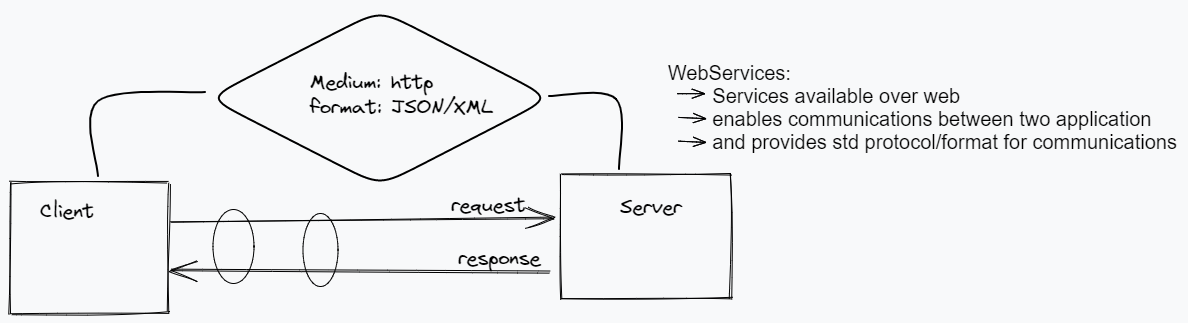 Medium: http
format: JSON/XML
WebServices:
Services available over web
enables communications between two application
and provides std protocol/format for communications
Client
request
Server
response